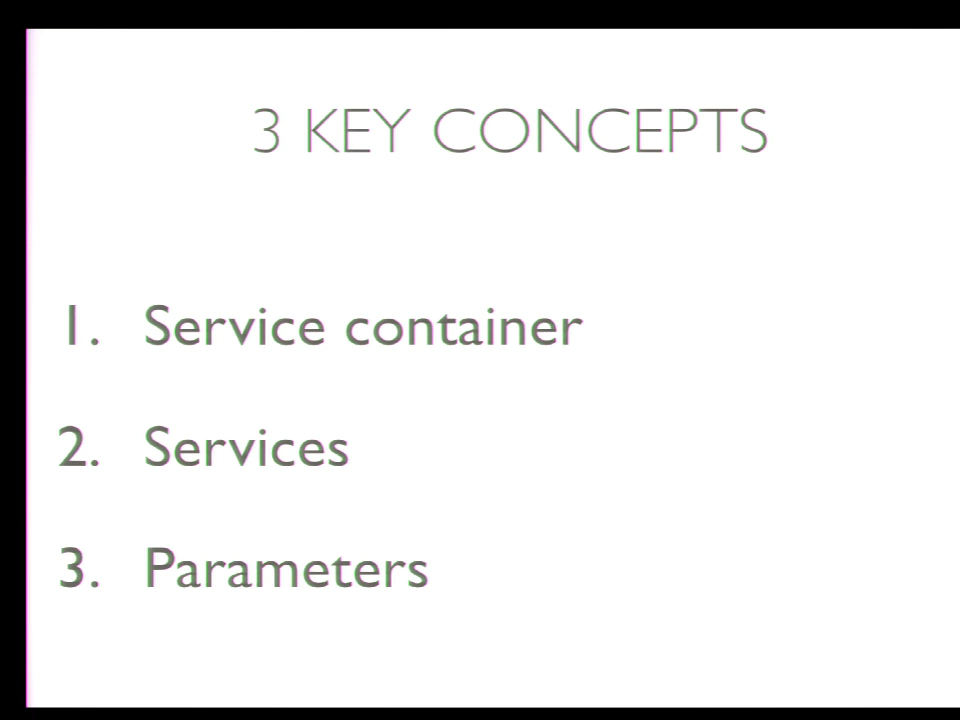 3 KEY CONCEPTS
1. Service container
2. Services
3. Parameters